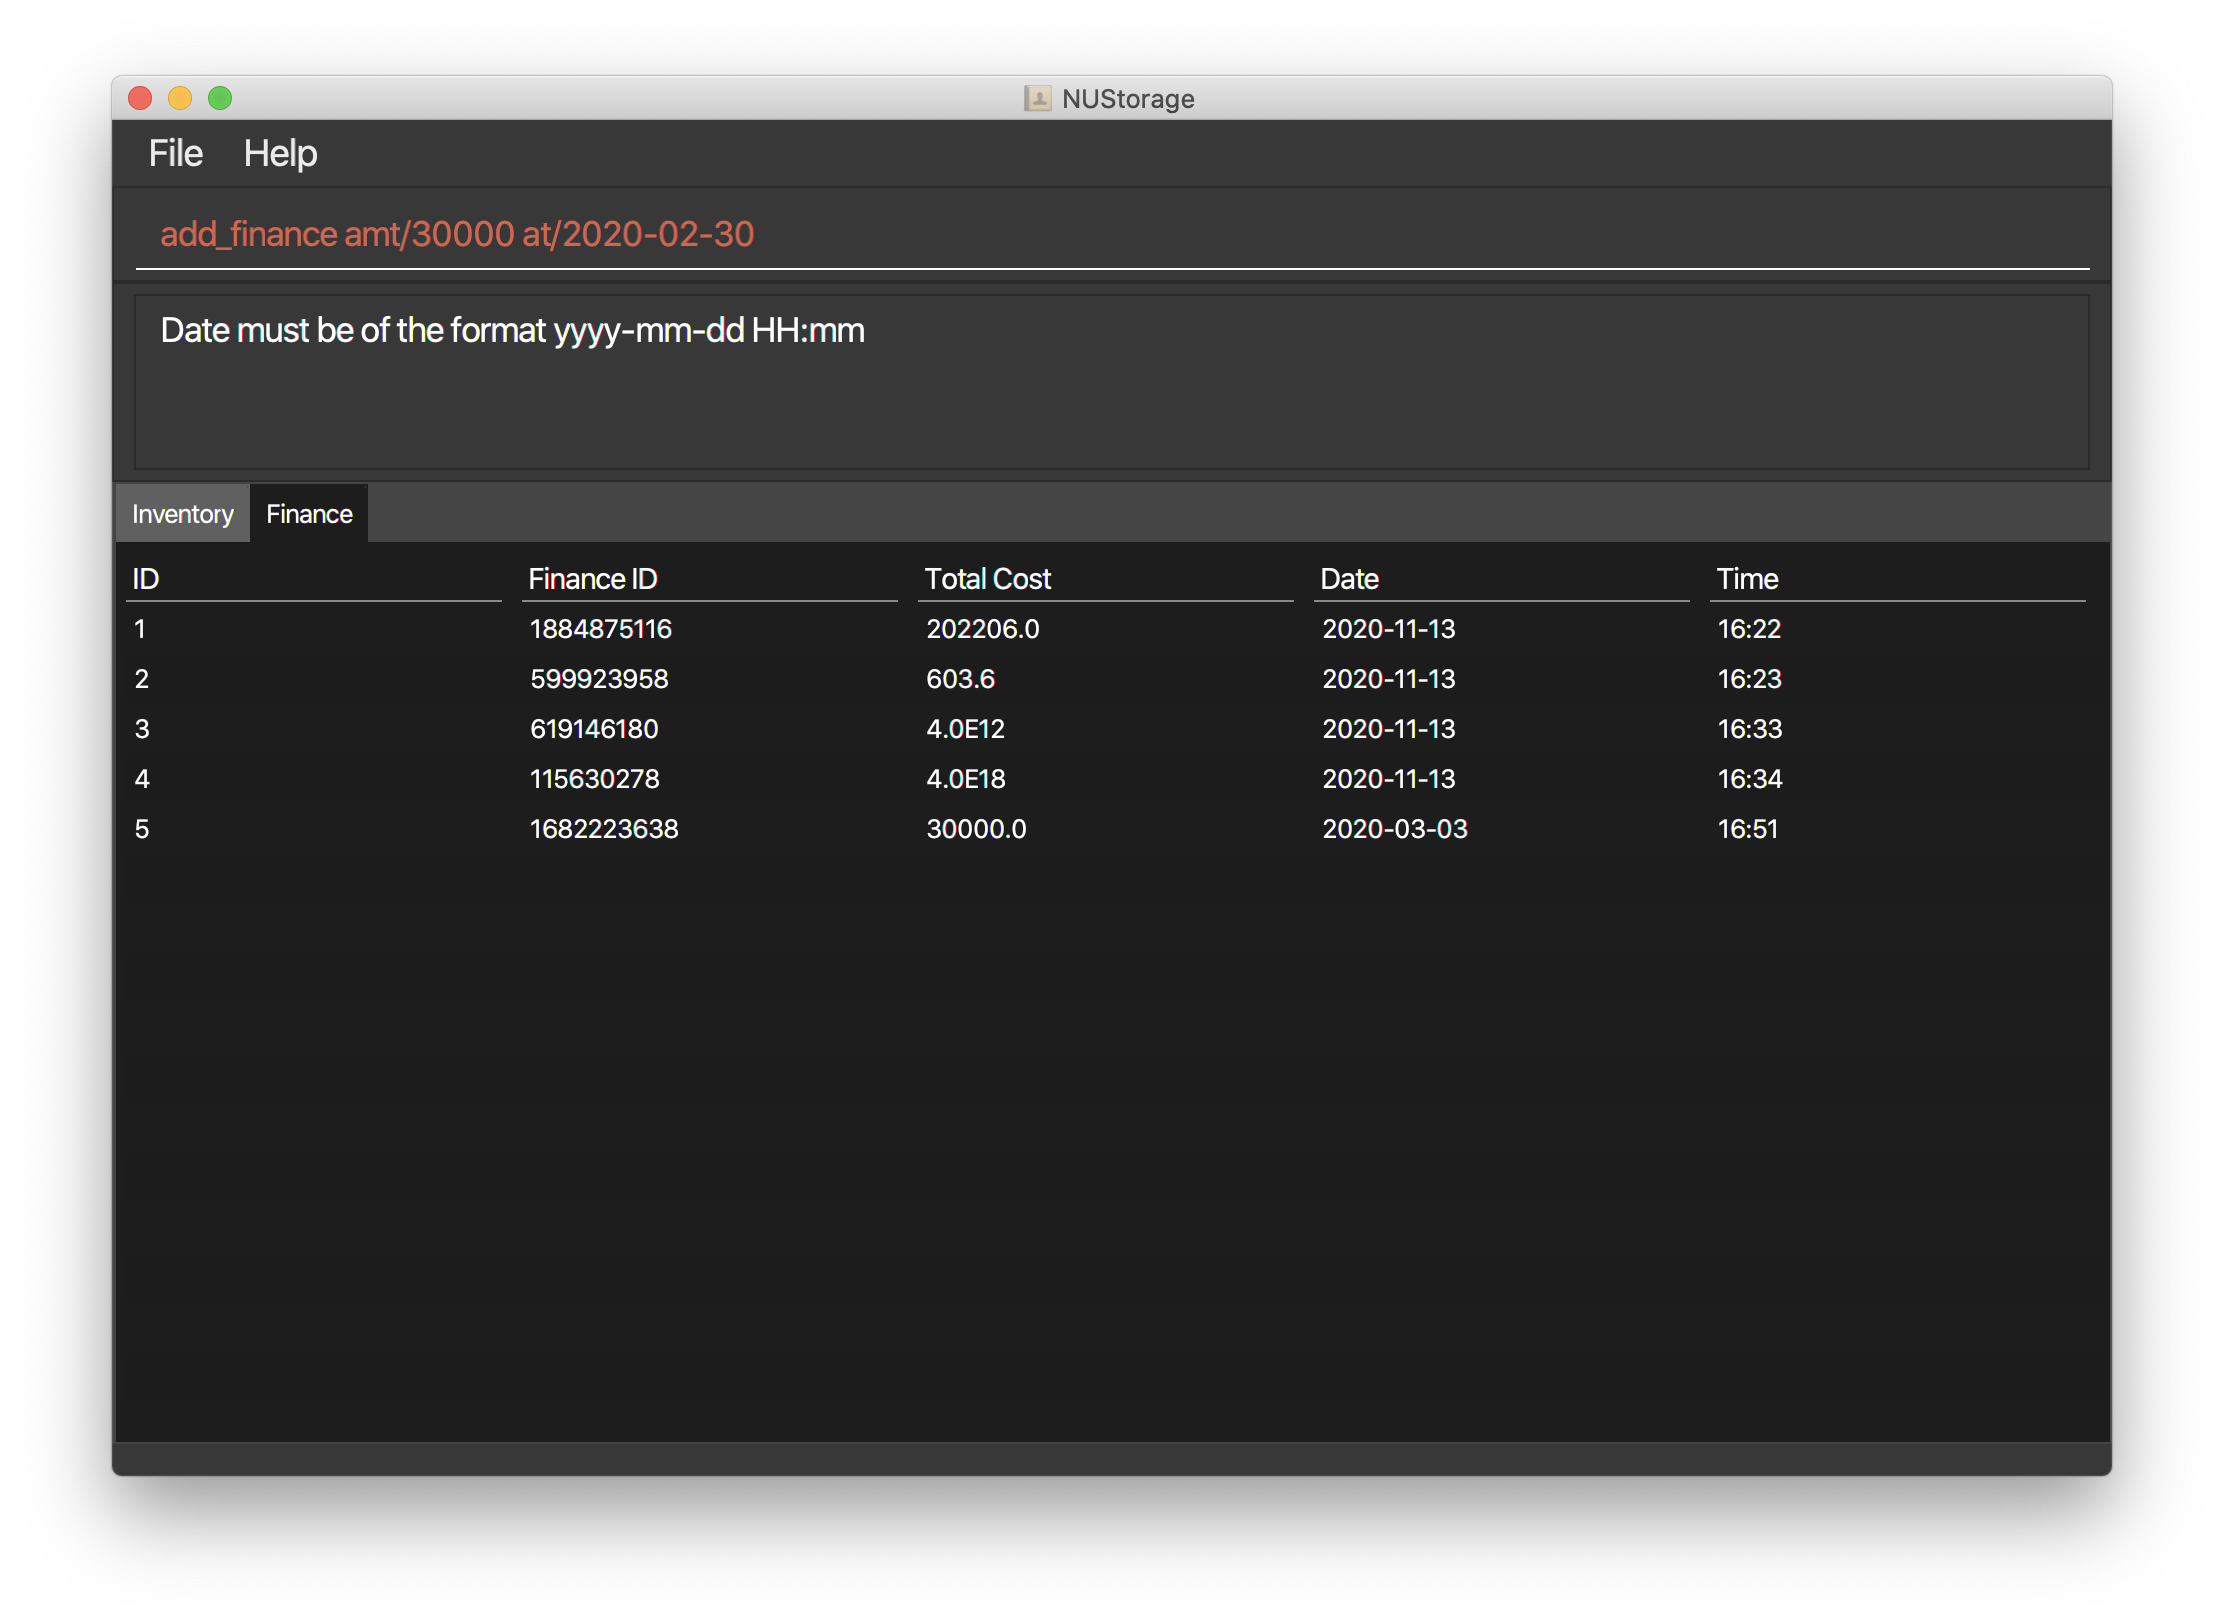 NUStorage
File Help
add_finance amt/30000 at/2020-02-30
Date must be of the format yyyy-mm-dd HH:mm
Inventory Finance
ID Finance ID Total Cost Date Time
1 1884875116 202206.0 2020-11-13 16:22
2 599923958 603.6 2020-11-13 16:23
3 619146180 4.0E12 2020-11-13 16:33
4 115630278 4.0E18 2020-11-13 16:34
5 1682223638 30000.0 2020-03-03 16:51